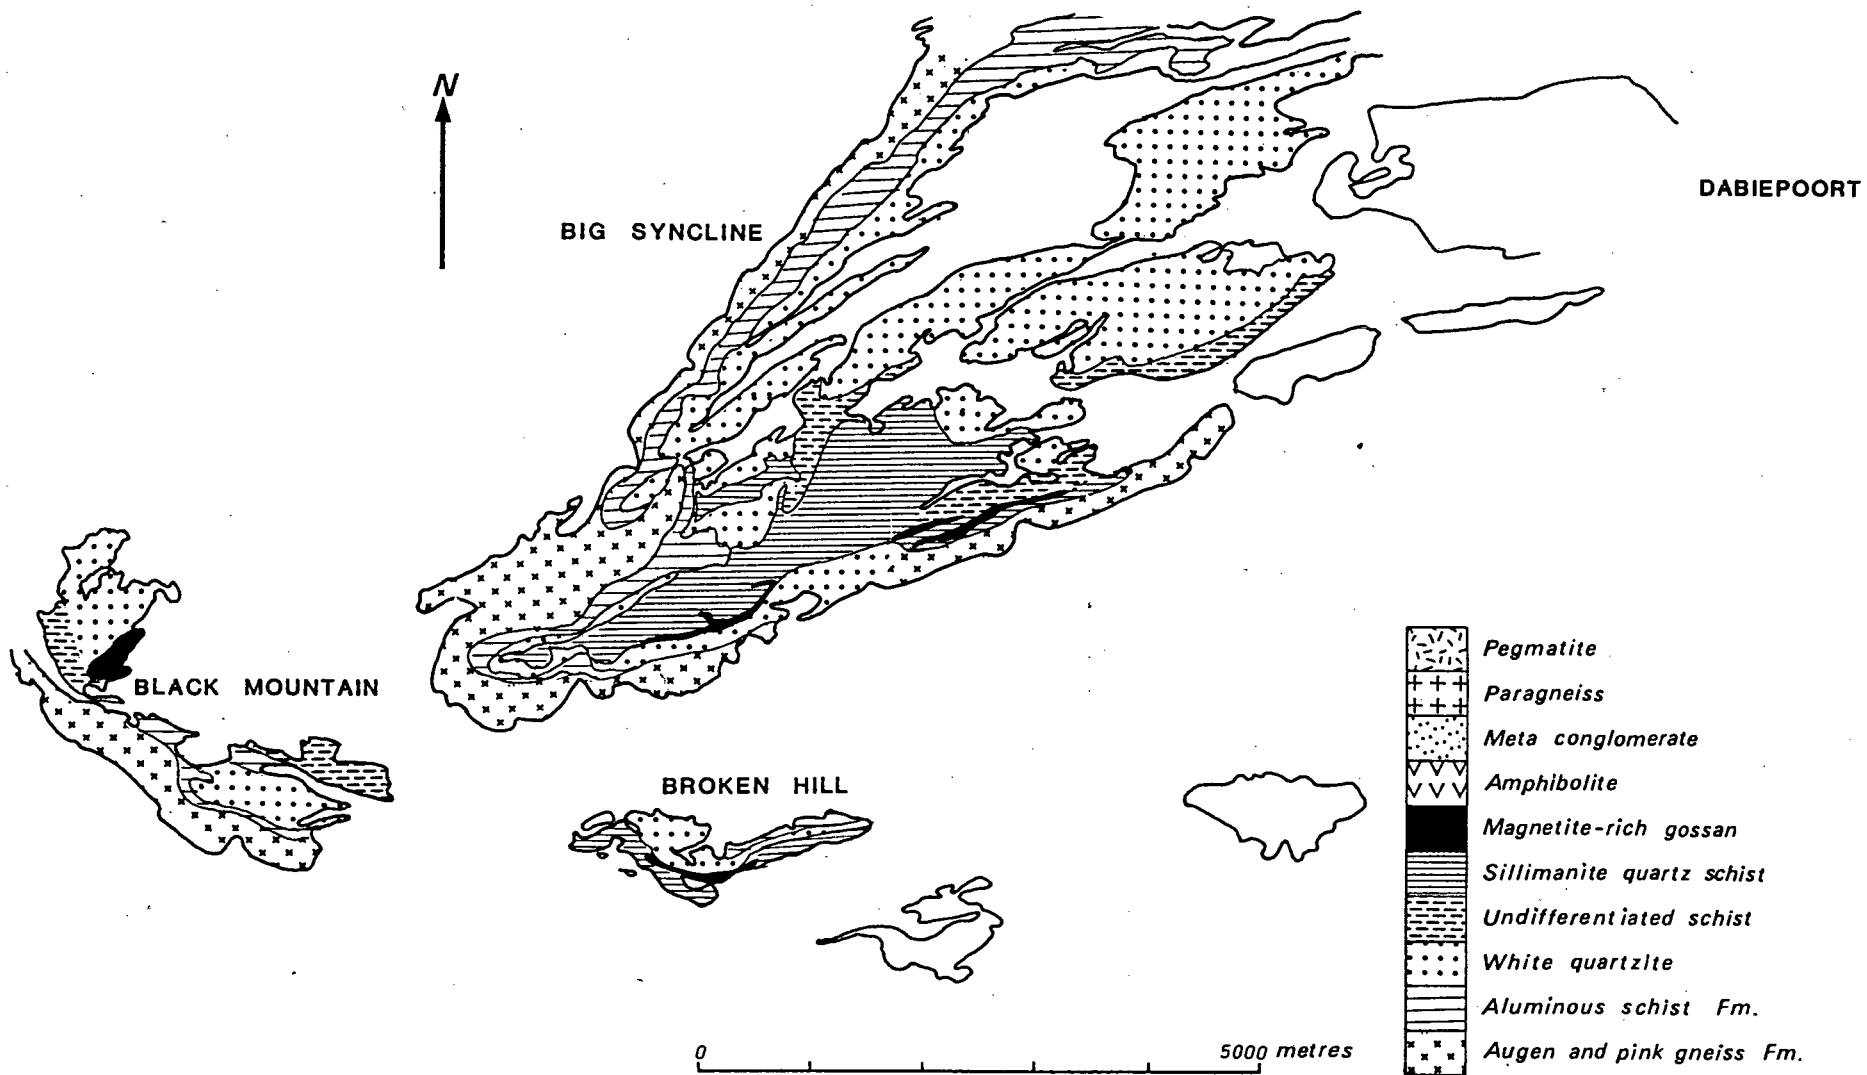 N
DABIEPOORT
BIG SYNCLINE
BLACK MOUNTAIN
BROKEN HILL
Pegmatite
Paragneiss
Meta conglomerate
Amphibolite
Magnetite-rich gossan
Sillimanite quartz schist
Undifferentiated schist
White quartzite
Aluminous schist Fm.
Augen and pink gneiss Fm.
0 5000 metres